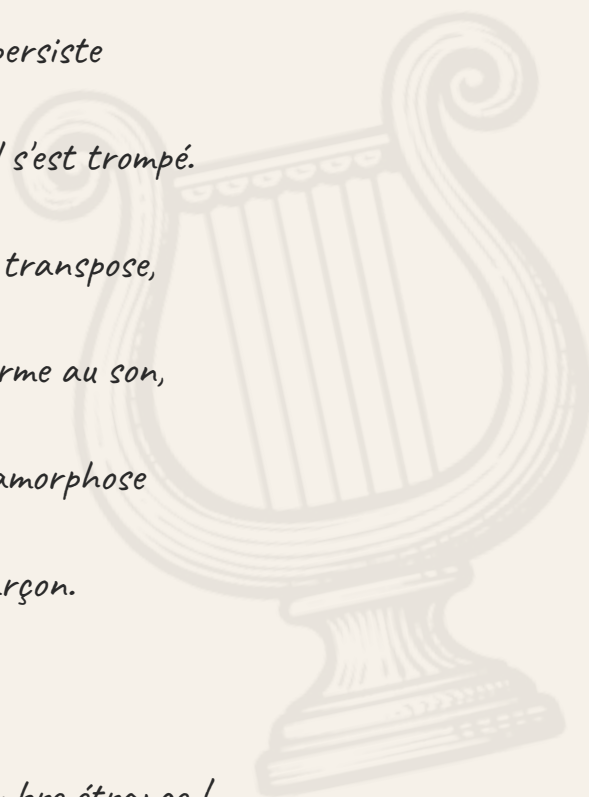 persiste
s'est trompé.
transpose,
rme au son,
amorphose
rçon.